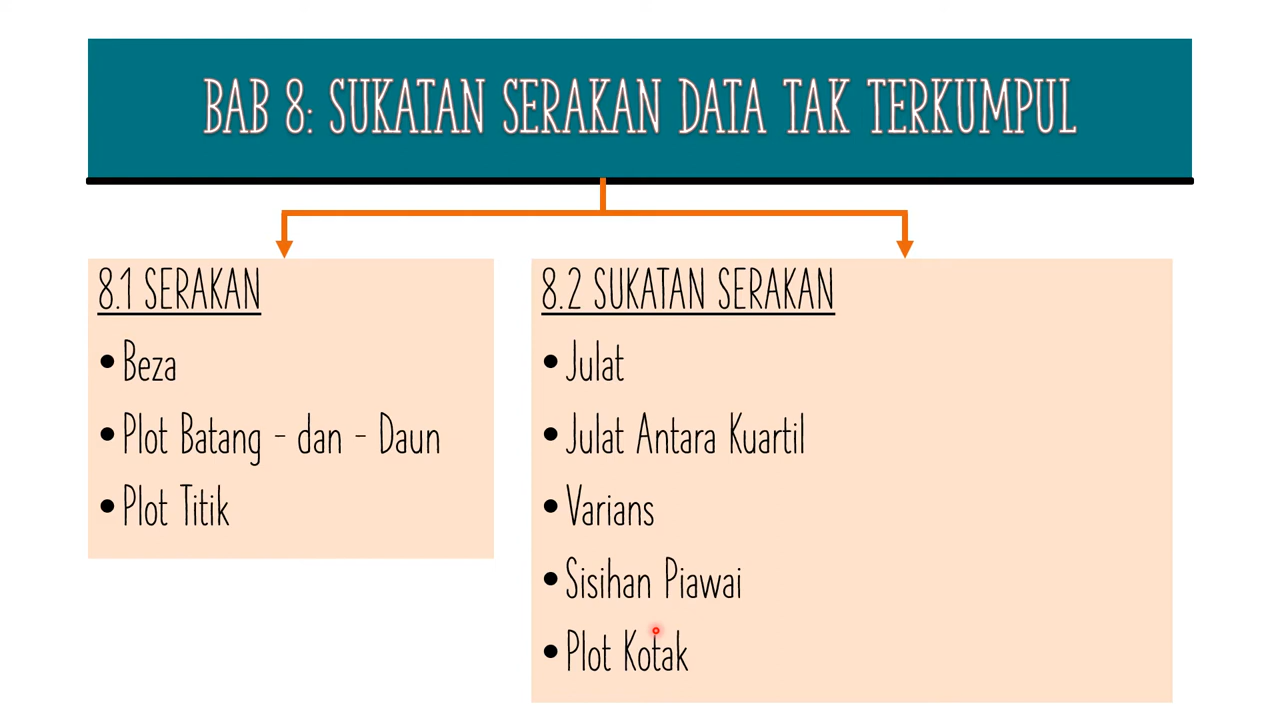 BAB 8: SUKATAN SERAKAN DATA TAK TERKUMPUL
8.1 SERAKAN
• Beza
• Plot Batang - dan - Daun
• Plot Titik
8.2 SUKATAN SERAKAN
• Julat
• Julat Antara Kuartil
• Varians
• Sisihan Piawai
• Plot Kotak